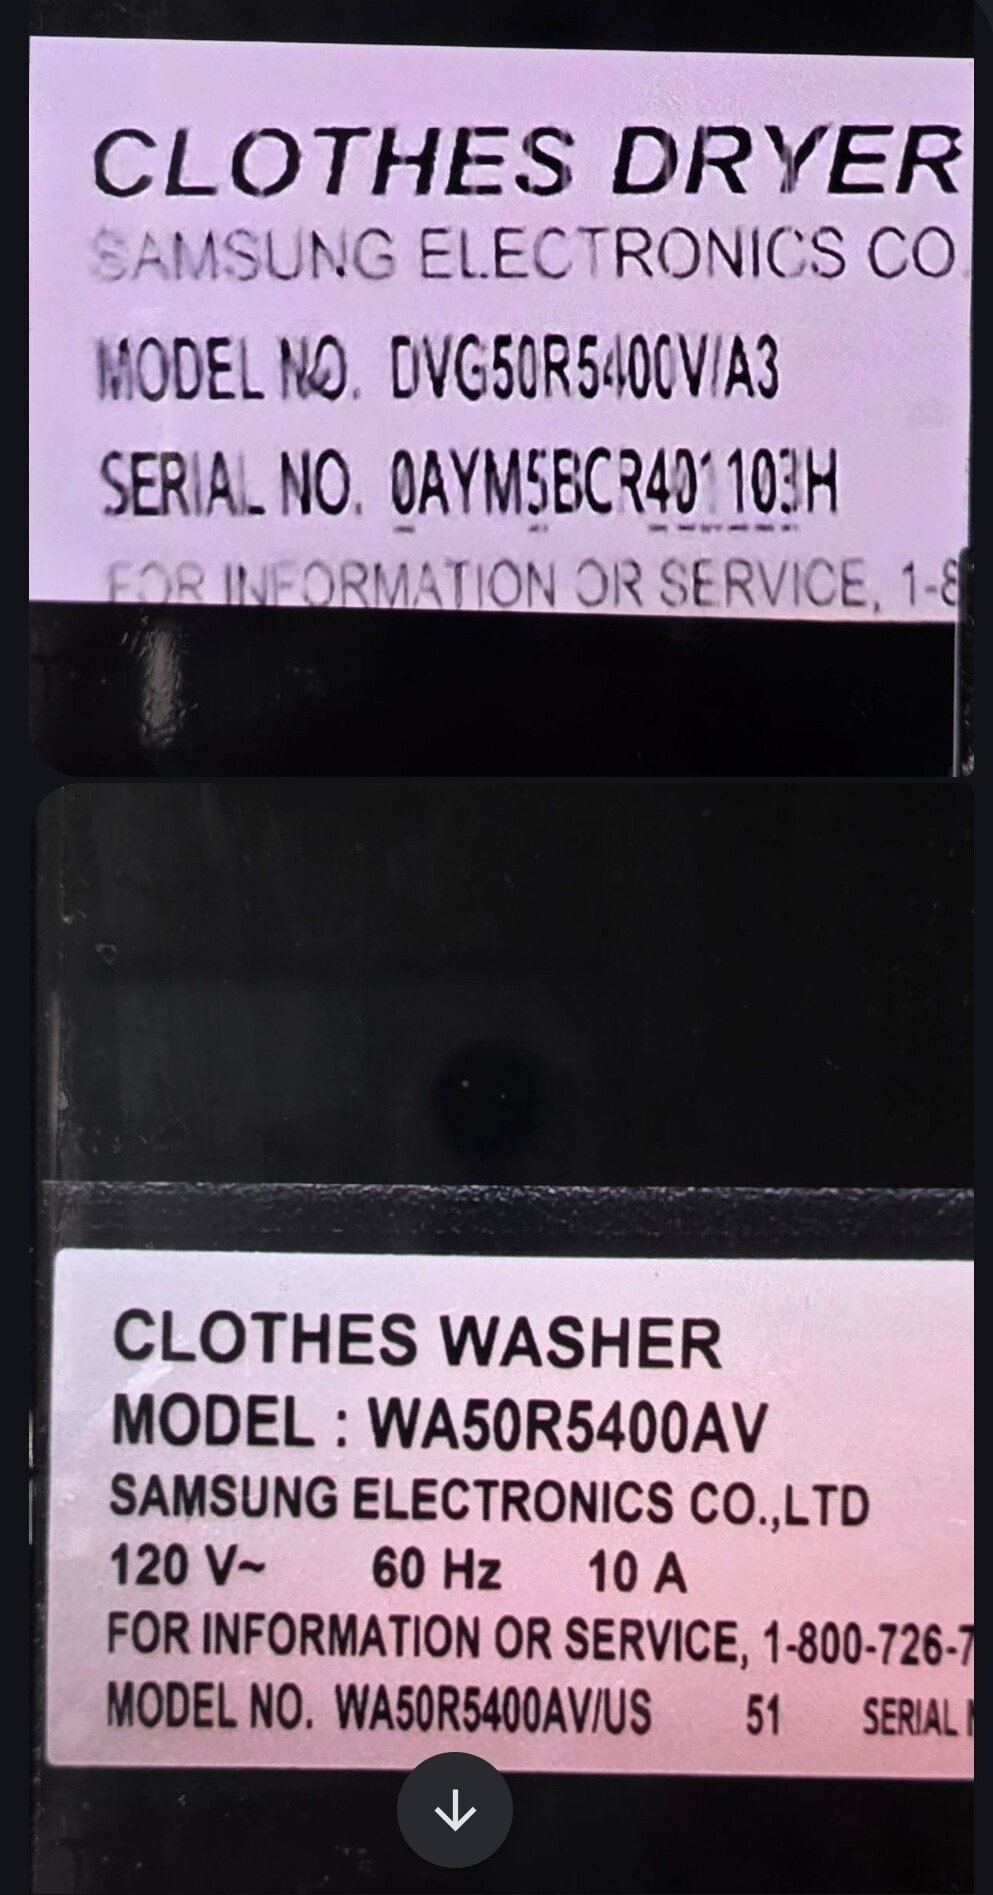 CLOTHES DRYER
SAMSUNG ELECTRONICS CO.
MODEL NO. DVG50R5400V/A3
SERIAL NO. 0AYM5BCR401103H
FOR INFORMATION OR SERVICE, 1-8
CLOTHES WASHER
MODEL : WA50R5400AV
SAMSUNG ELECTRONICS CO.,LTD
120 V~ 60 Hz 10 A
FOR INFORMATION OR SERVICE, 1-800-726-7
MODEL NO. WA50R5400AV/US 51 SERIAL